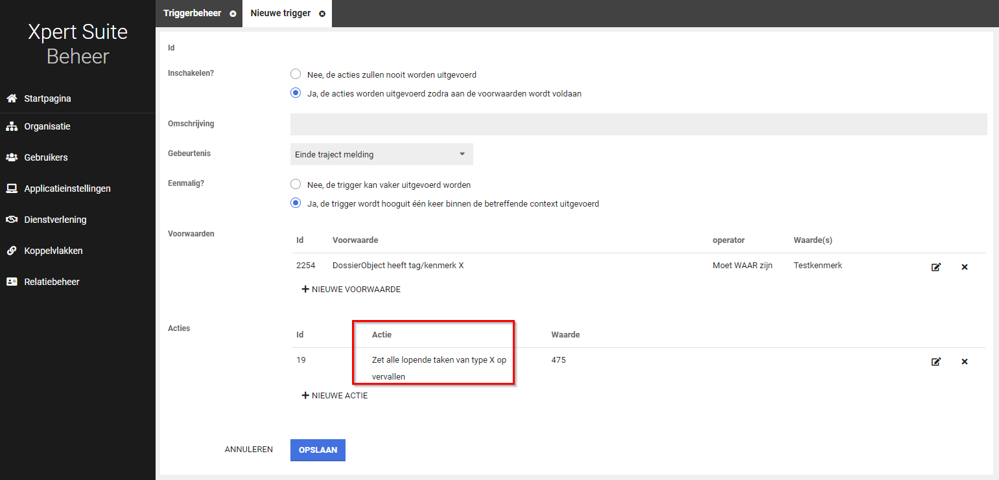 Xpert Suite
Beheer
Startpagina
Organisatie
Gebruikers
Applicatieinstellingen
Dienstverlening
Koppelvlakken
Relatiebeheer
Triggerbeheer
Nieuwe trigger
Id
Inschakelen?
Nee, de acties zullen nooit worden uitgevoerd
Ja, de acties worden uitgevoerd zodra aan de voorwaarden wordt voldaan
Omschrijving
Gebeurtenis
Einde traject melding
Eenmalig?
Nee, de trigger kan vaker uitgevoerd worden
Ja, de trigger wordt hooguit één keer binnen de betreffende context uitgevoerd
Voorwaarden
Id Voorwaarde operator Waarde(s)
2254 DossierObject heeft tag/kenmerk X Moet WAAR zijn Testkenmerk
NIEUWE VOORWAARDE
Acties
Id Actie Waarde
19 Zet alle lopende taken van type X op 475
vervallen
NIEUWE ACTIE
ANNULEREN OPSLAAN